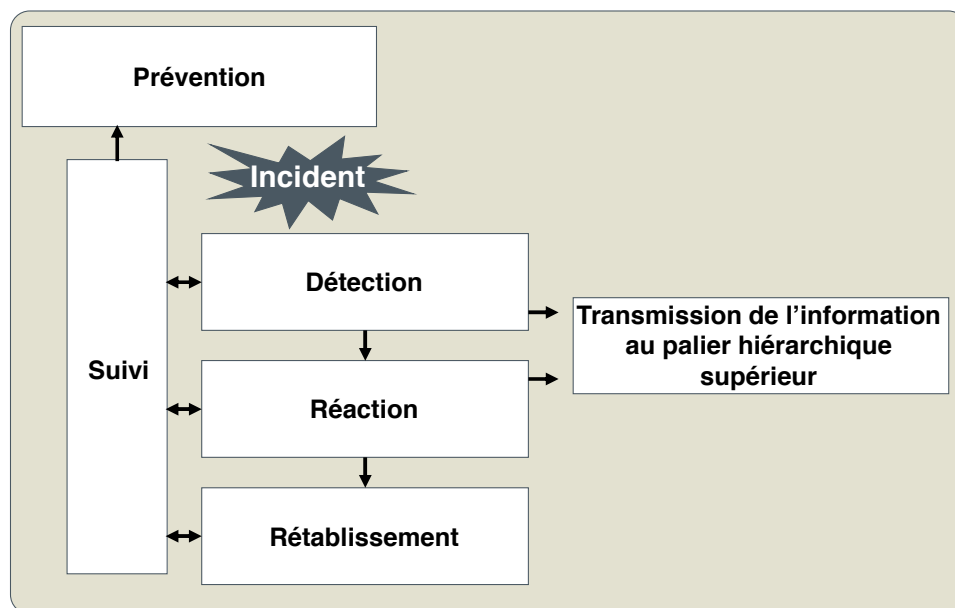 Prévention
Incident
Détection
Transmission de l'information
au palier hiérarchique
supérieur
Suivi
Réaction
Rétablissement